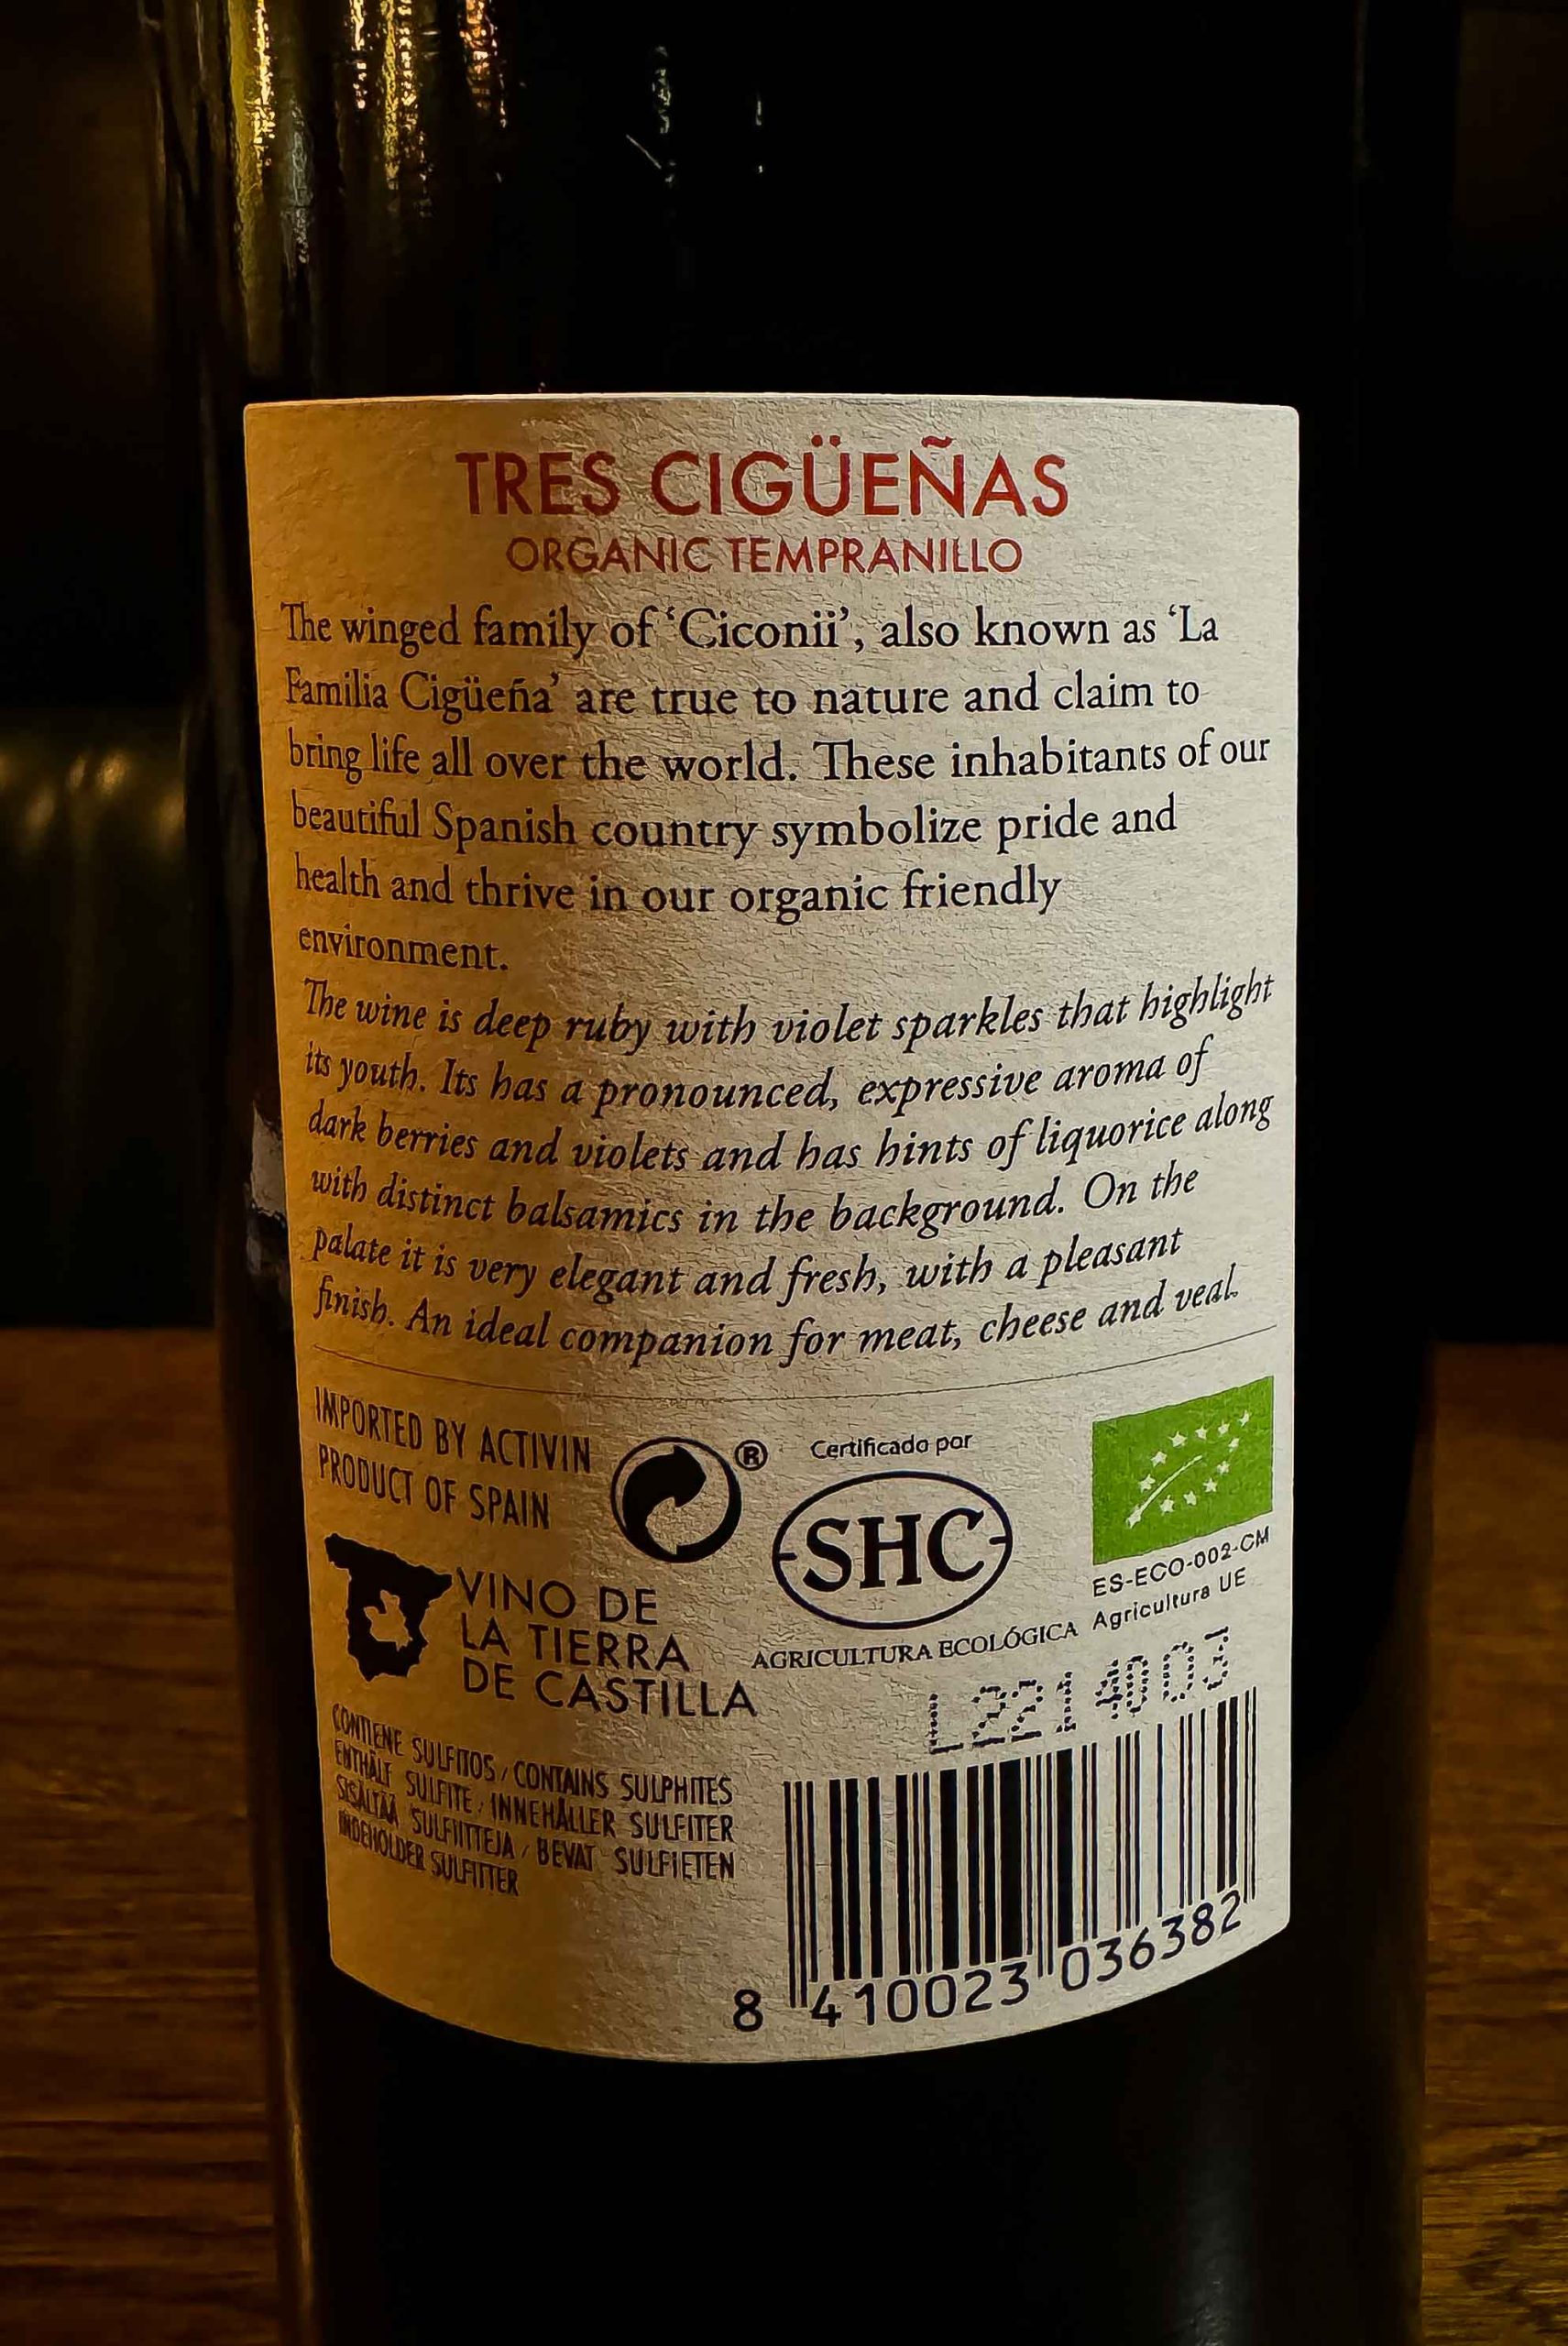 TRES CIGÜEÑAS
ORGANIC TEMPRANILLO
The winged family of ‘Ciconii’, also known as ‘La
Familia Cigüeña’ are true to nature and claim to
bring life all over the world. These inhabitants of our
beautiful Spanish country symbolize pride and
health and thrive in our organic friendly
environment.
The wine is deep ruby with violet sparkles that highlight
its youth. Its has a pronounced, expressive aroma of
dark berries and violets and has hints of liquorice along
with distinct balsamics in the background. On the
palate it is very elegant and fresh, with a pleasant
finish. An ideal companion for meat, cheese and veal.
IMPORTED BY ACTIVIN
PRODUCT OF SPAIN
®
Certificado por
SHC
AGRICULTURA ECOLÓGICA
ES-ECO-002-CM
Agricultura UE
VINO DE
LA TIERRA
DE CASTILLA
L2214003
CONTIENE SULFITOS / CONTAINS SULPHITES
ENTHÄLT SULFITE / INNEHÅLLER SULFITER
SISÄLTÄÄ SULFIITTEJA / BEVAT SULFIETEN
INDEHOLDER SULFITTER
8 410023 036382